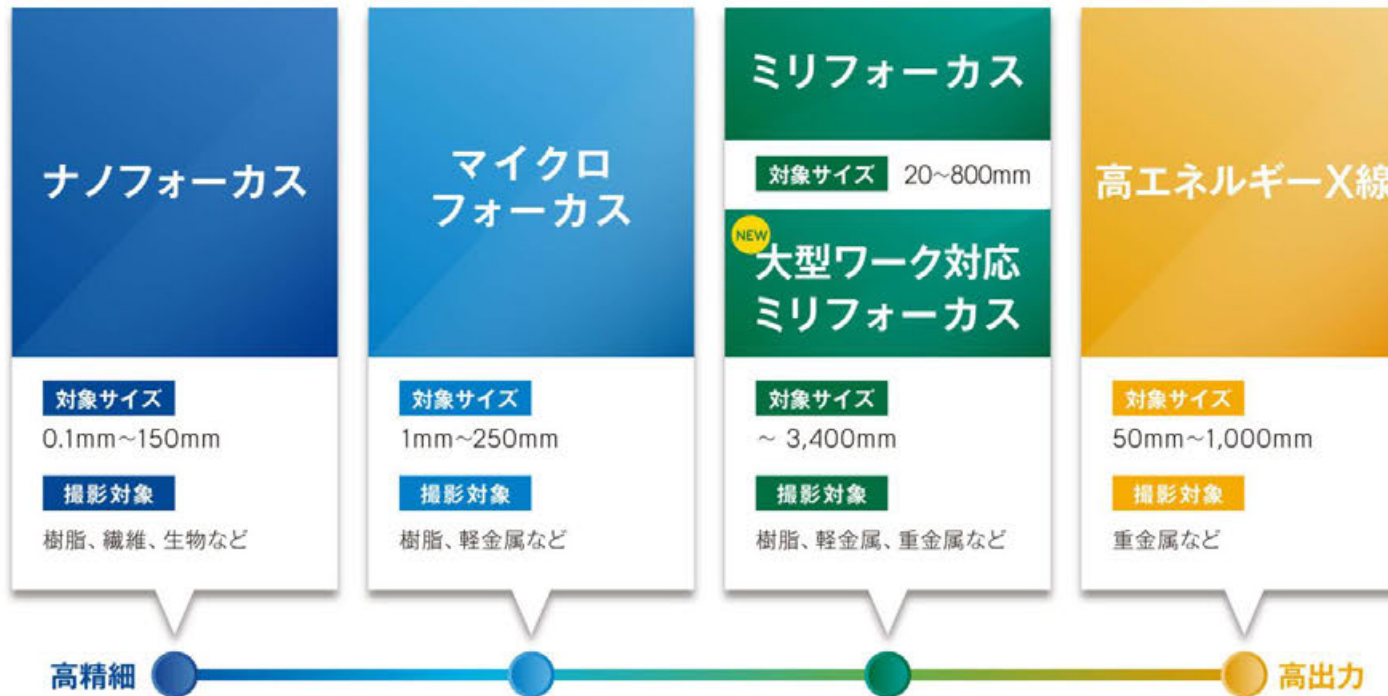 ナノフォーカス
対象サイズ
0.1mm～150mm
撮影対象
樹脂、繊維、生物など
マイクロ
フォーカス
対象サイズ
1mm～250mm
撮影対象
樹脂、軽金属など
ミリフォーカス
対象サイズ 20～800mm
NEW
大型ワーク対応
ミリフォーカス
対象サイズ
～ 3,400mm
撮影対象
樹脂、軽金属、重金属など
高エネルギーX線
対象サイズ
50mm～1,000mm
撮影対象
重金属など
高精細
高出力